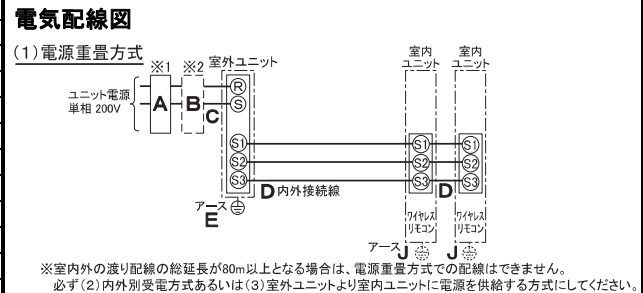 電気配線図
(1)電源重畳方式
※1 ※2 室外ユニット
室内
ユニット
室内
ユニット
ユニット電源
単相 200V
A
B
C
R
S
S1
S2
S3
S1
S2
S3
S1
S2
S3
D 内外接続線
D
アース
E
ワイヤレス
リモコン
ワイヤレス
リモコン
アース J
J
※室内外の渡り配線の総延長が80m以上となる場合は、電源重畳方式での配線はできません。
必ず(2)内外別受電方式あるいは(3)室外ユニットより室内ユニットに電源を供給する方式にしてください。